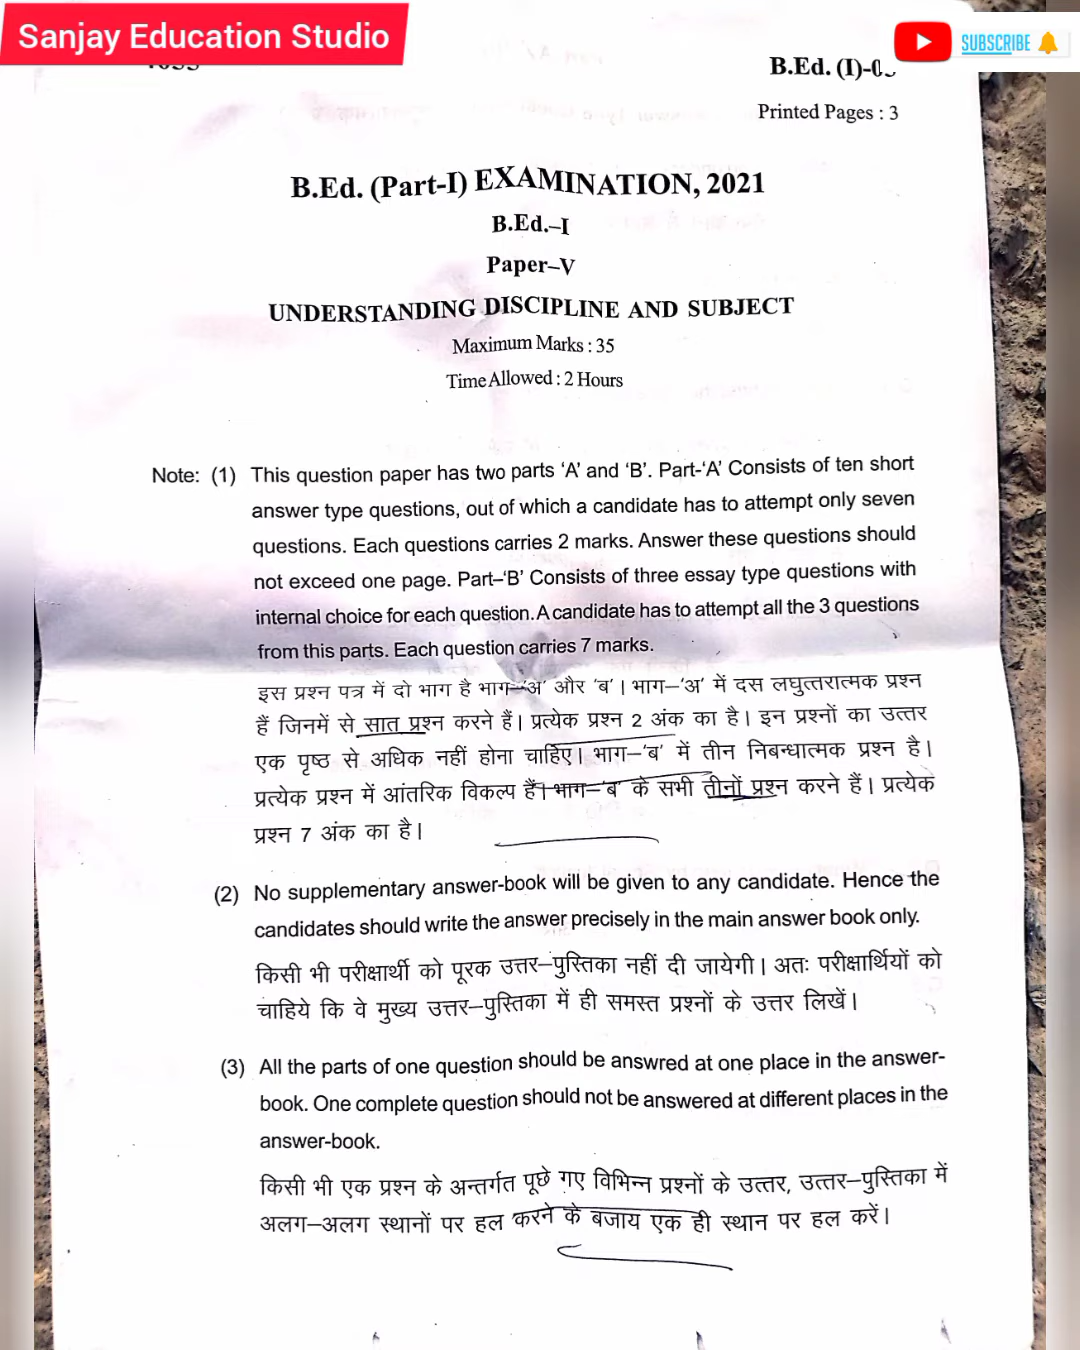 Sanjay Education Studio
SUBSCRIBE
B.Ed. (I)-0
Printed Pages : 3
B.Ed. (Part-I) EXAMINATION, 2021
B.Ed.–I
Paper–V
UNDERSTANDING DISCIPLINE AND SUBJECT
Maximum Marks : 35
Time Allowed : 2 Hours
Note: (1) This question paper has two parts ‘A’ and ‘B’. Part-‘A’ Consists of ten short
answer type questions, out of which a candidate has to attempt only seven
questions. Each questions carries 2 marks. Answer these questions should
not exceed one page. Part–‘B’ Consists of three essay type questions with
internal choice for each question. A candidate has to attempt all the 3 questions
from this parts. Each question carries 7 marks.
इस प्रश्न पत्र में दो भाग है भाग–‘अ’ और ‘ब’। भाग–‘अ’ में दस लघुत्तरात्मक प्रश्न
हैं जिनमें से सात प्रश्न करने हैं। प्रत्येक प्रश्न 2 अंक का है। इन प्रश्नों का उत्तर
एक पृष्ठ से अधिक नहीं होना चाहिए। भाग–‘ब’ में तीन निबन्धात्मक प्रश्न है।
प्रत्येक प्रश्न में आंतरिक विकल्प हैं। भाग–‘ब’ के सभी तीनों प्रश्न करने हैं। प्रत्येक
प्रश्न 7 अंक का है।
(2) No supplementary answer-book will be given to any candidate. Hence the
candidates should write the answer precisely in the main answer book only.
किसी भी परीक्षार्थी को पूरक उत्तर–पुस्तिका नहीं दी जायेगी। अतः परीक्षार्थियों को
चाहिये कि वे मुख्य उत्तर–पुस्तिका में ही समस्त प्रश्नों के उत्तर लिखें।
(3) All the parts of one question should be answred at one place in the answer-
book. One complete question should not be answered at different places in the
answer-book.
किसी भी एक प्रश्न के अन्तर्गत पूछे गए विभिन्न प्रश्नों के उत्तर, उत्तर–पुस्तिका में
अलग–अलग स्थानों पर हल करने के बजाय एक ही स्थान पर हल करें।